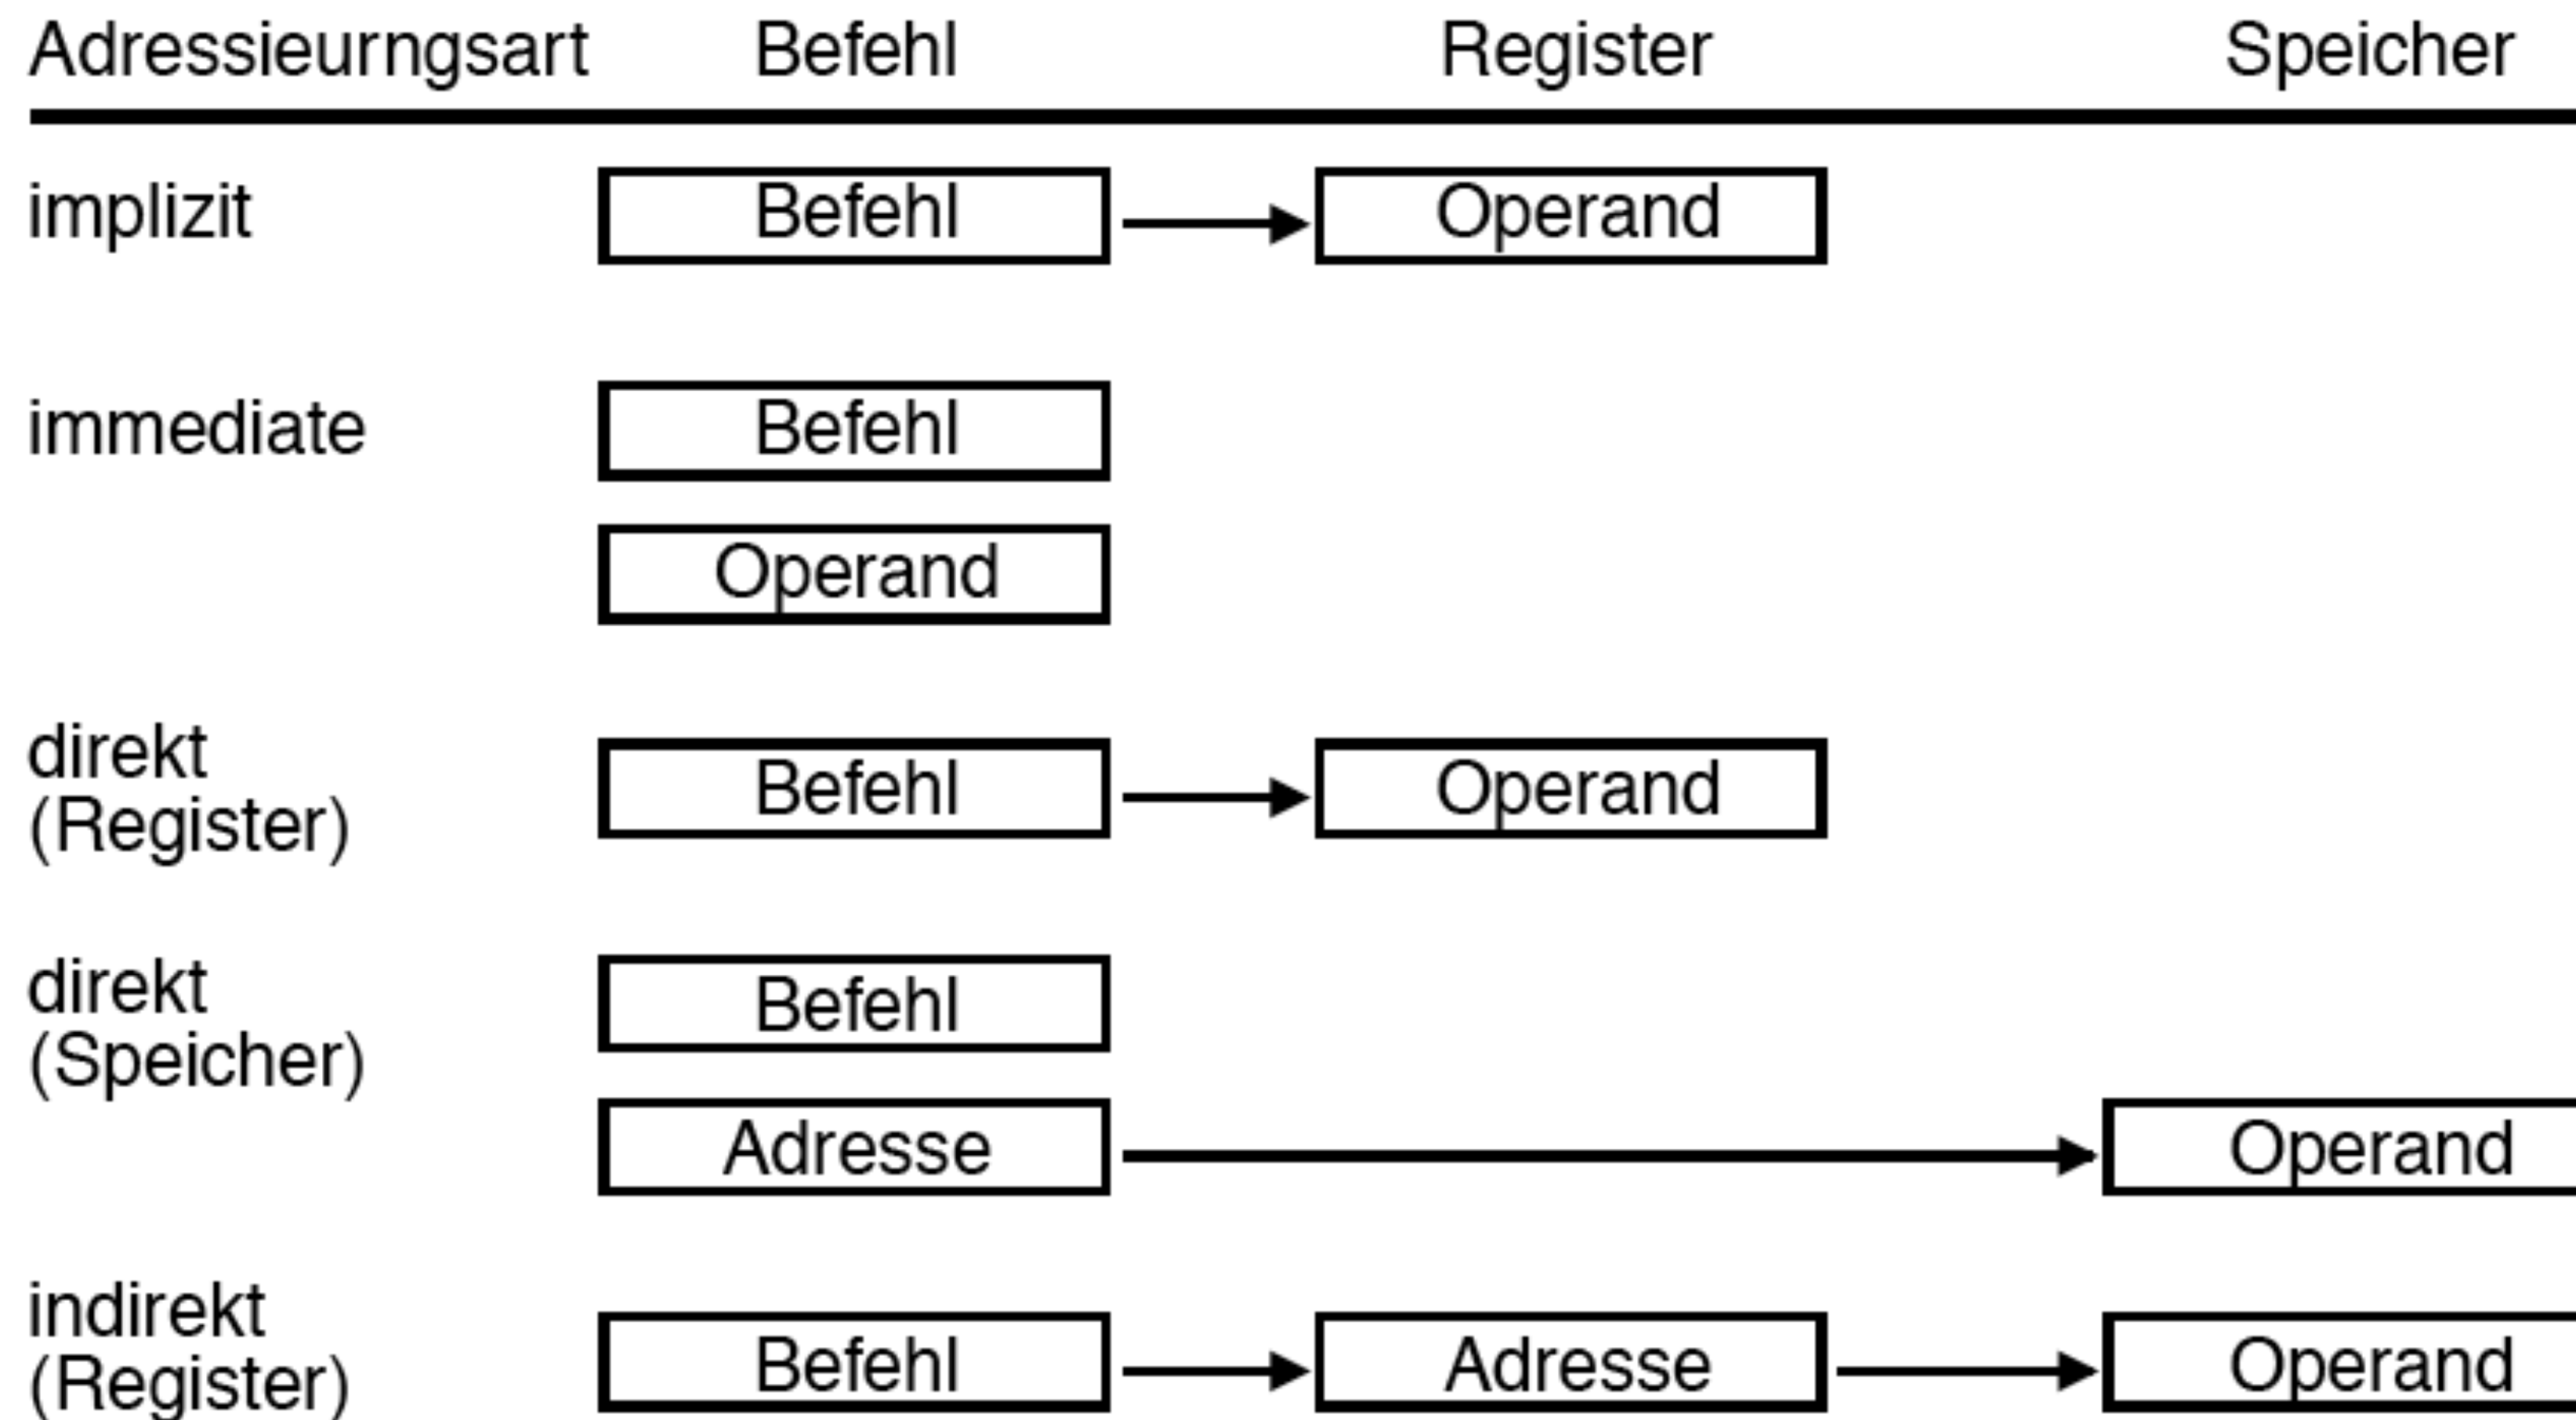 Adressieurngsart Befehl Register Speicher
implizit Befehl Operand
immediate Befehl
Operand
direkt
(Register) Befehl Operand
direkt
(Speicher) Befehl
Adresse Operand
indirekt
(Register) Befehl Adresse Operand